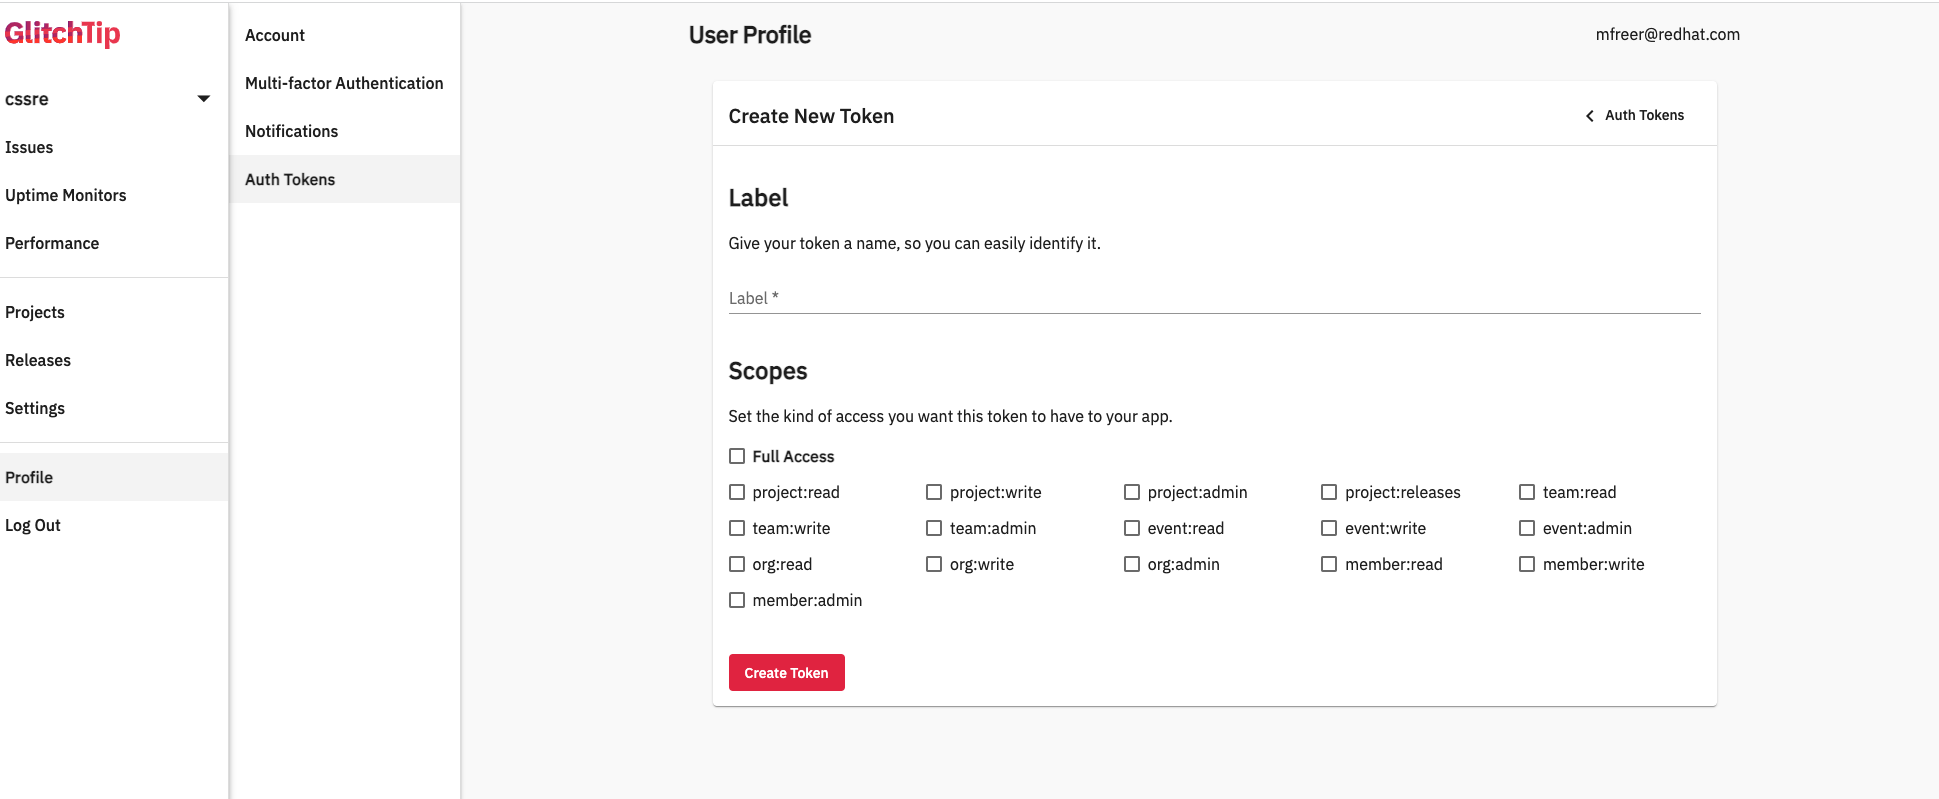 GlitchTip
cssre
Issues
Uptime Monitors
Performance
Projects
Releases
Settings
Profile
Log Out
Account
Multi-factor Authentication
Notifications
Auth Tokens
User Profile
mfreer@redhat.com
Create New Token
Auth Tokens
Label
Give your token a name, so you can easily identify it.
Label *
Scopes
Set the kind of access you want this token to have to your app.
Full Access
project:read project:write project:admin project:releases team:read
team:write team:admin event:read event:write event:admin
org:read org:write org:admin member:read member:write
member:admin
Create Token